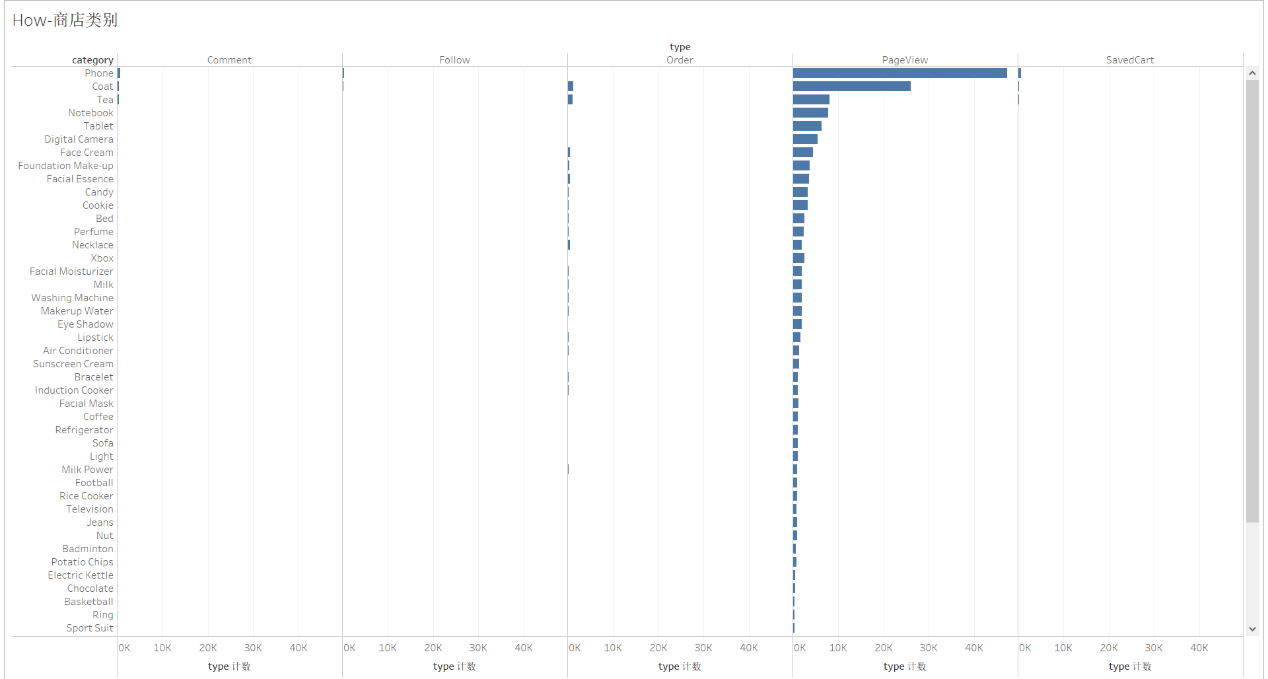 How-商店类别
type
category Comment Follow Order PageView SavedCart
Phone
Coat
Tea
Notebook
Tablet
Digital Camera
Face Cream
Foundation Make-up
Facial Essence
Candy
Cookie
Bed
Perfume
Necklace
Xbox
Facial Moisturizer
Milk
Washing Machine
Makerup Water
Eye Shadow
Lipstick
Air Conditioner
Sunscreen Cream
Bracelet
Induction Cooker
Facial Mask
Coffee
Refrigerator
Sofa
Light
Milk Power
Football
Rice Cooker
Television
Jeans
Nut
Badminton
Potatio Chips
Electric Kettle
Chocolate
Basketball
Ring
Sport Suit
0K 10K 20K 30K 40K 0K 10K 20K 30K 40K 0K 10K 20K 30K 40K 0K 10K 20K 30K 40K 0K 10K 20K 30K 40K
type 计数 type 计数 type 计数 type 计数 type 计数